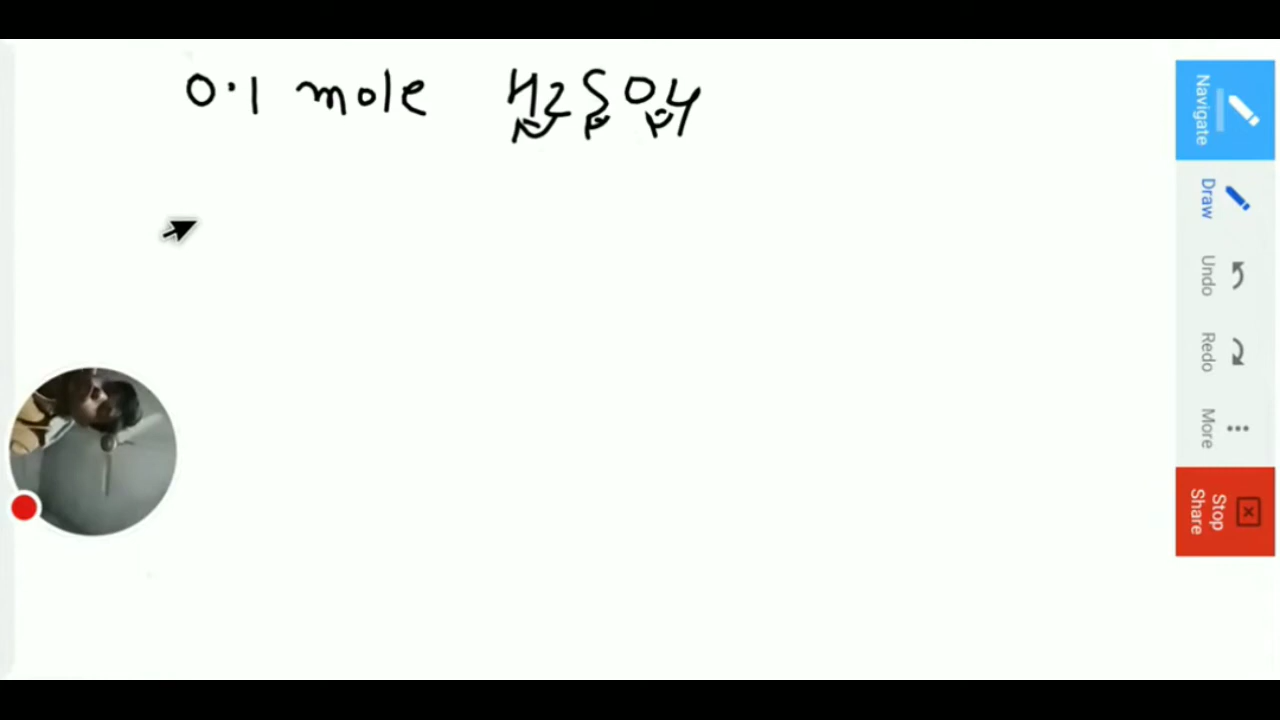 0.1 mole H2SO4
Navigate
Draw
Undo
Redo
More
Stop
Share